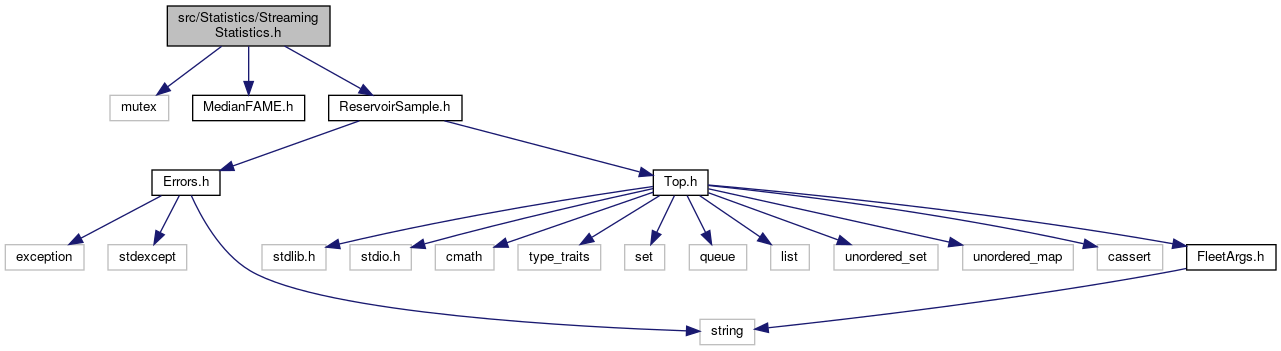 src/Statistics/Streaming
Statistics.h
mutex
MedianFAME.h
ReservoirSample.h
Errors.h
Top.h
exception
stdexcept
stdlib.h
stdio.h
cmath
type_traits
set
queue
list
unordered_set
unordered_map
cassert
FleetArgs.h
string